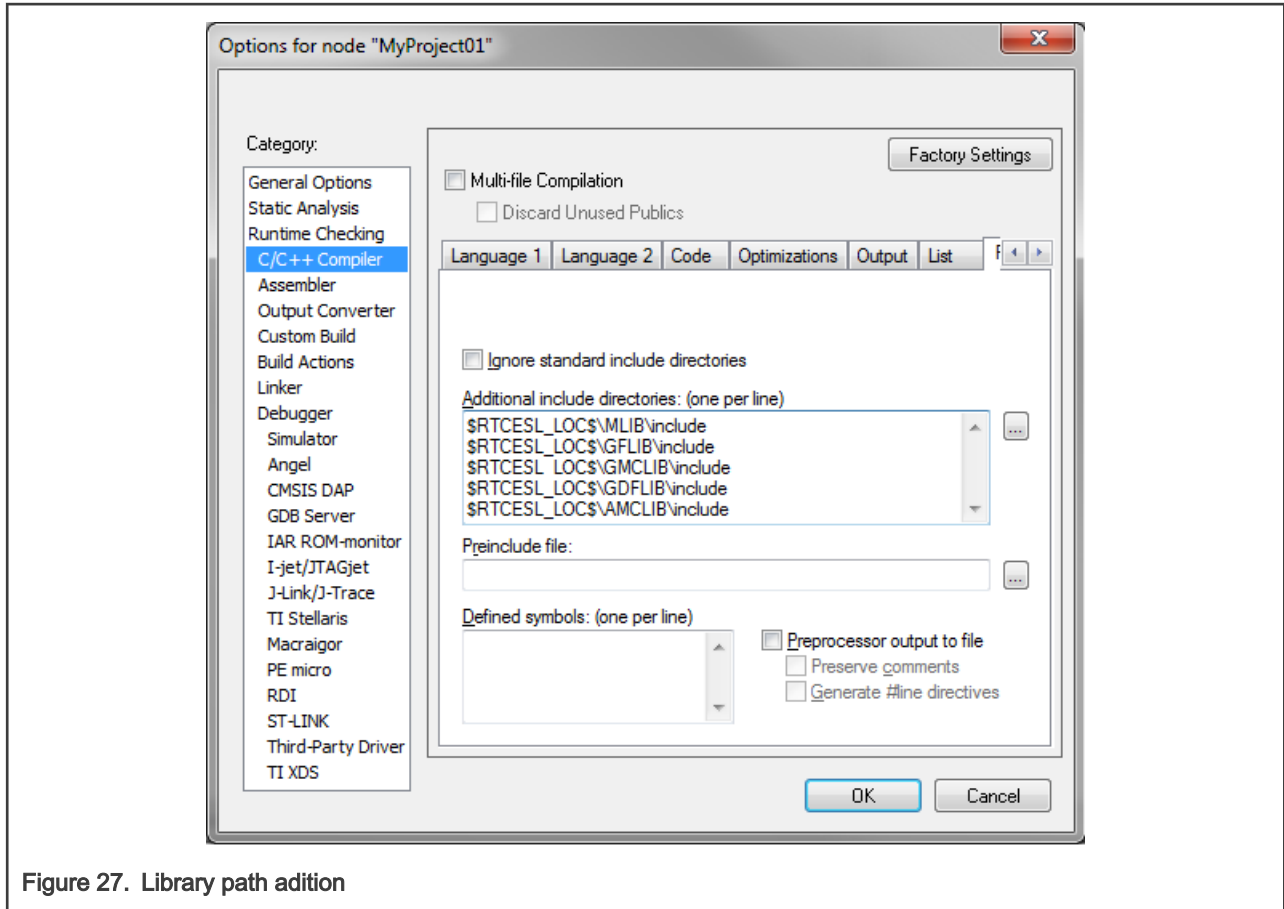 Options for node "MyProject01"
Category:
General Options
Static Analysis
Runtime Checking
C/C++ Compiler
Assembler
Output Converter
Custom Build
Build Actions
Linker
Debugger
Simulator
Angel
CMSIS DAP
GDB Server
IAR ROM-monitor
I-jet/JTAGjet
J-Link/J-Trace
TI Stellaris
Macraigor
PE micro
RDI
ST-LINK
Third-Party Driver
TI XDS
Factory Settings
Multi-file Compilation
Discard Unused Publics
Language 1 Language 2 Code Optimizations Output List
Ignore standard include directories
Additional include directories: (one per line)
$RTCESL_LOC$\MLIB\include
$RTCESL_LOC$\GFLIB\include
$RTCESL_LOC$\GMCLIB\include
$RTCESL_LOC$\GDFLIB\include
$RTCESL_LOC$\AMCLIB\include
...
Preinclude file:
...
Defined symbols: (one per line)
Preprocessor output to file
Preserve comments
Generate #line directives
OK Cancel
Figure 27. Library path adition